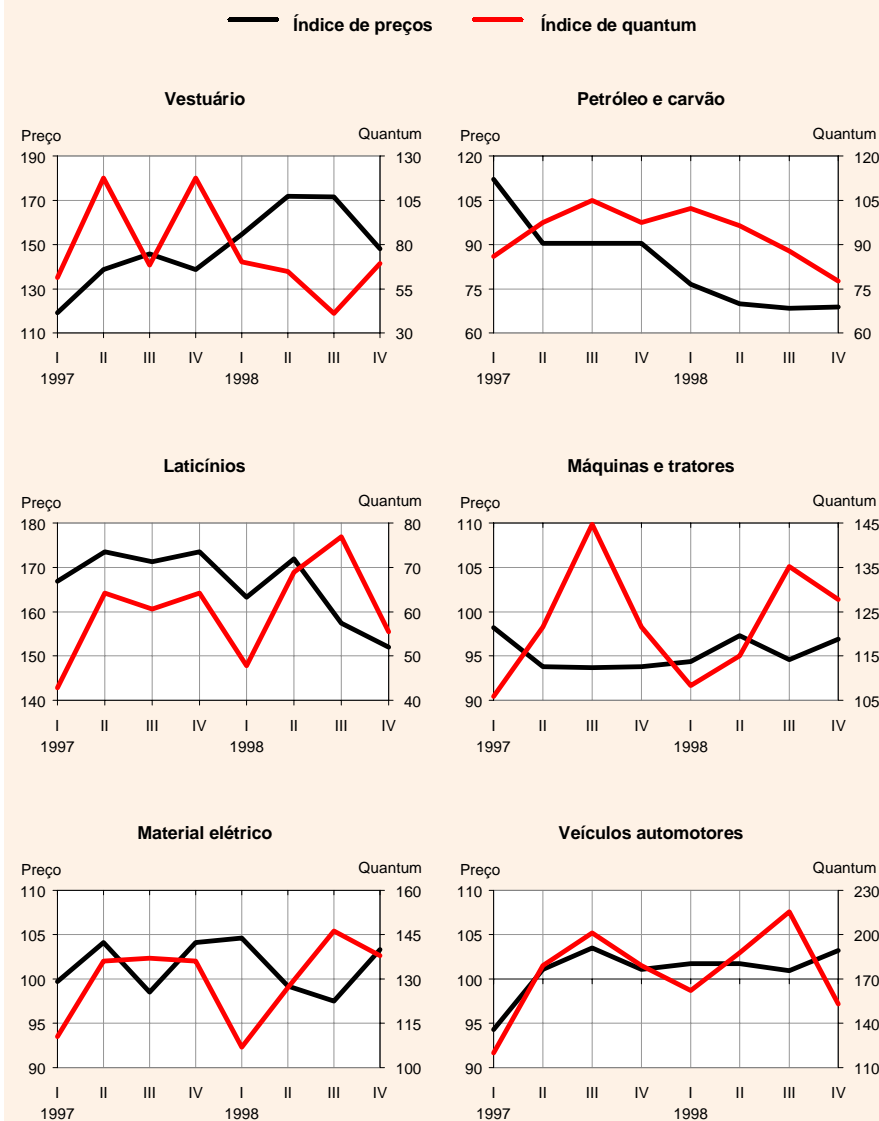 Índice de preços Índice de quantum
Vestuário
Preço Quantum
190 130
170 105
150 80
130 55
110 30
I II III IV I II III IV
1997 1998
Petróleo e carvão
Preço Quantum
120 120
105 105
90 90
75 75
60 60
I II III IV I II III IV
1997 1998
Laticínios
Preço Quantum
180 80
170 70
160 60
150 50
140 40
I II III IV I II III IV
1997 1998
Máquinas e tratores
Preço Quantum
110 145
105 135
100 125
95 115
90 105
I II III IV I II III IV
1997 1998
Material elétrico
Preço Quantum
110 160
105 145
100 130
95 115
90 100
I II III IV I II III IV
1997 1998
Veículos automotores
Preço Quantum
110 230
105 200
100 170
95 140
90 110
I II III IV I II III IV
1997 1998